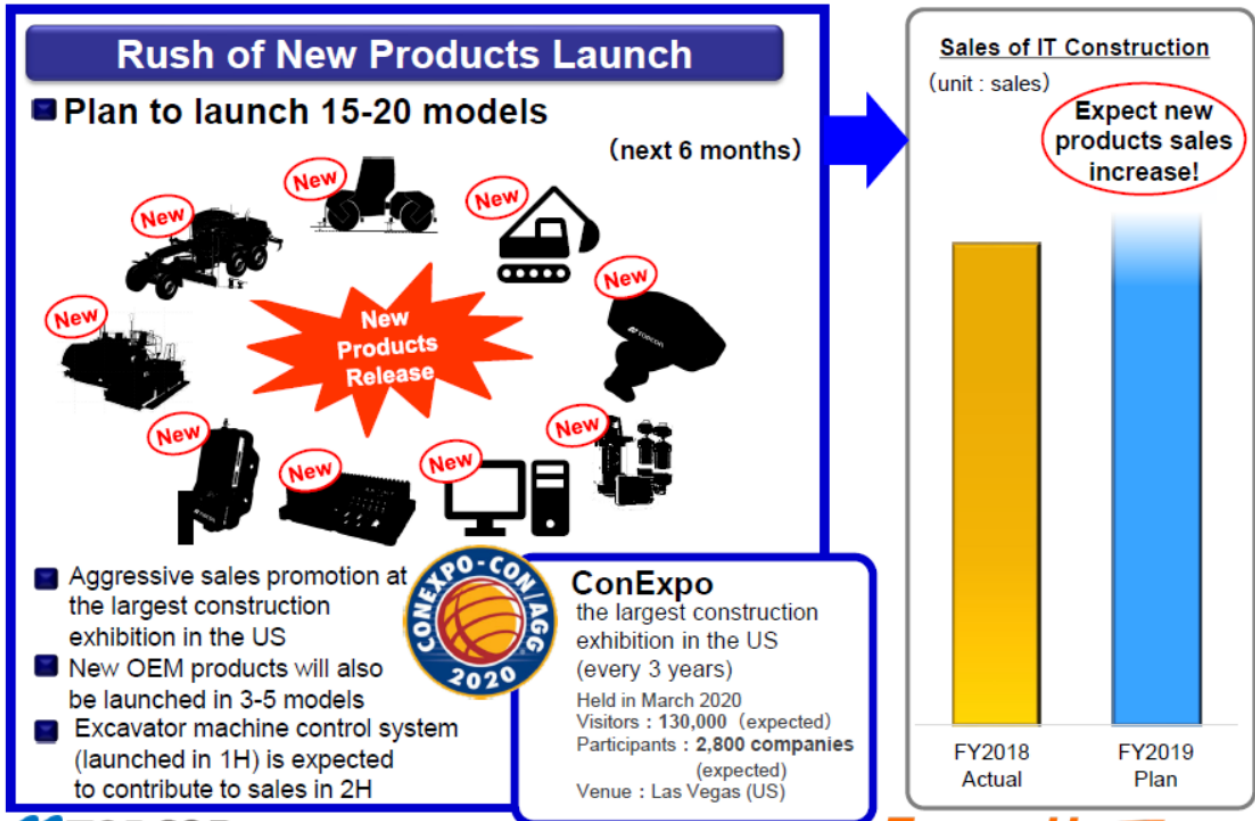 Rush of New Products Launch
Plan to launch 15-20 models
(next 6 months)
New
New
New
New
New
New
New
New
New
New
Products
Release
TOPCON
Aggressive sales promotion at
the largest construction
exhibition in the US
New OEM products will also
be launched in 3-5 models
Excavator machine control system
(launched in 1H) is expected
to contribute to sales in 2H
CONEXPO-CON/AGG
2020
ConExpo
the largest construction
exhibition in the US
(every 3 years)
Held in March 2020
Visitors : 130,000 (expected)
Participants : 2,800 companies
(expected)
Venue : Las Vegas (US)
Sales of IT Construction
(unit : sales)
Expect new
products sales
increase!
FY2018
Actual
FY2019
Plan